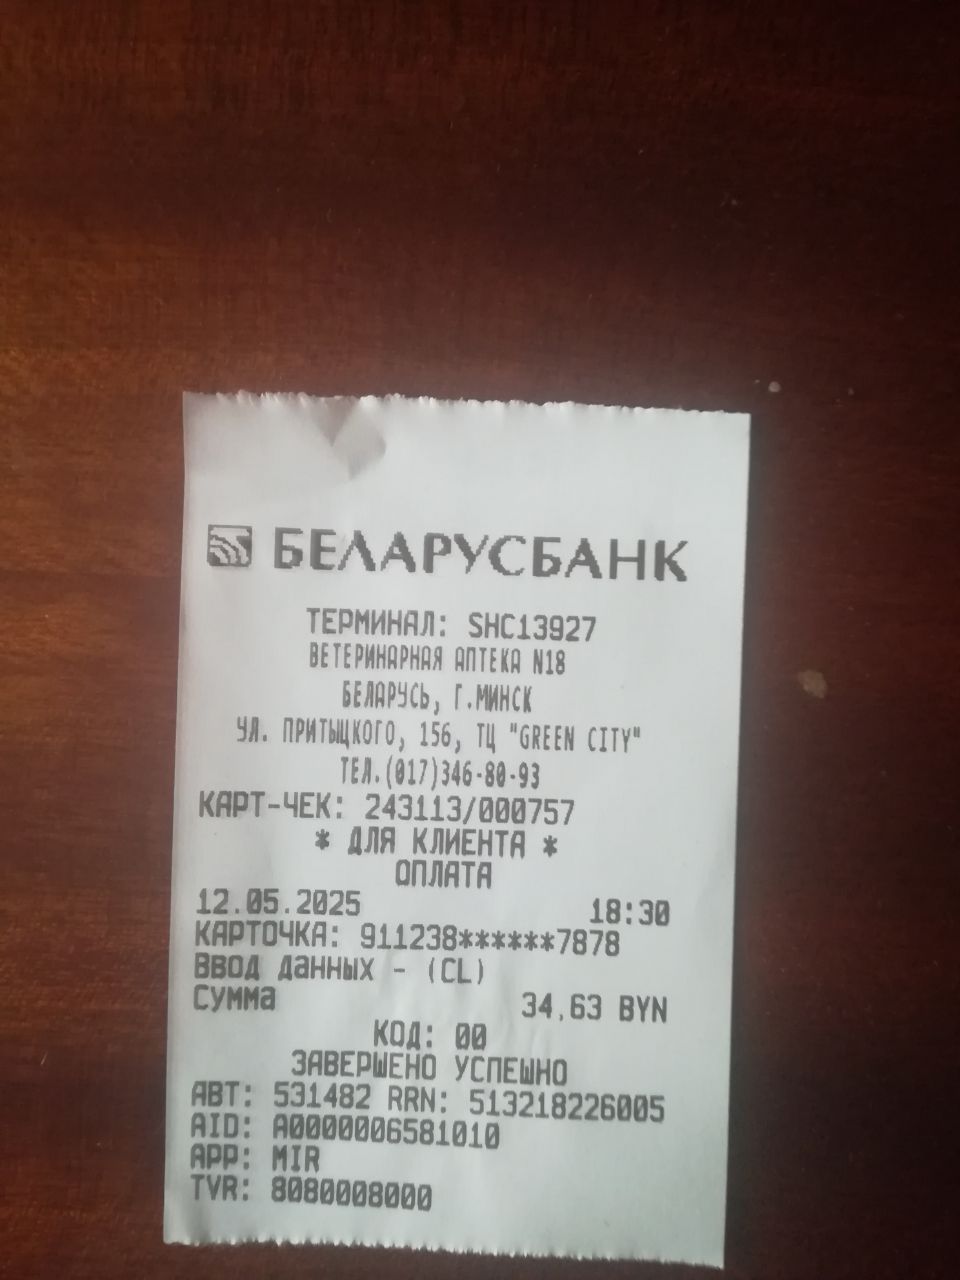 БЕЛАРУСБАНК
ТЕРМИНАЛ: SHC13927
ВЕТЕРИНАРНАЯ АПТЕКА N18
БЕЛАРУСЬ, Г.МИНСК
УЛ. ПРИТЫЦКОГО, 156, ТЦ "GREEN CITY"
ТЕЛ.(017)346-80-93
КАРТ-ЧЕК: 243113/000757
* ДЛЯ КЛИЕНТА *
ОПЛАТА
12.05.2025 18:30
КАРТОЧКА: 911238******7878
Ввод данных - (CL)
Сумма 34,63 BYN
КОД: 00
ЗАВЕРШЕНО УСПЕШНО
АВТ: 531482 RRN: 513218226005
AID: A0000006581010
APP: MIR
TVR: 8080008000